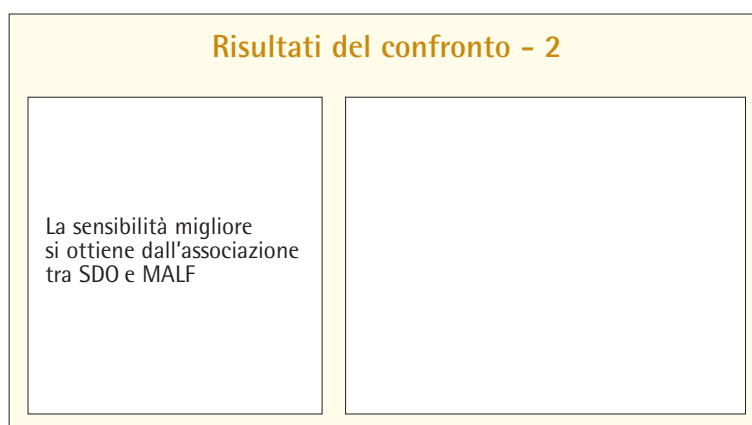 Risultati del confronto - 2
La sensibilità migliore
si ottiene dall'associazione
tra SDO e MALF